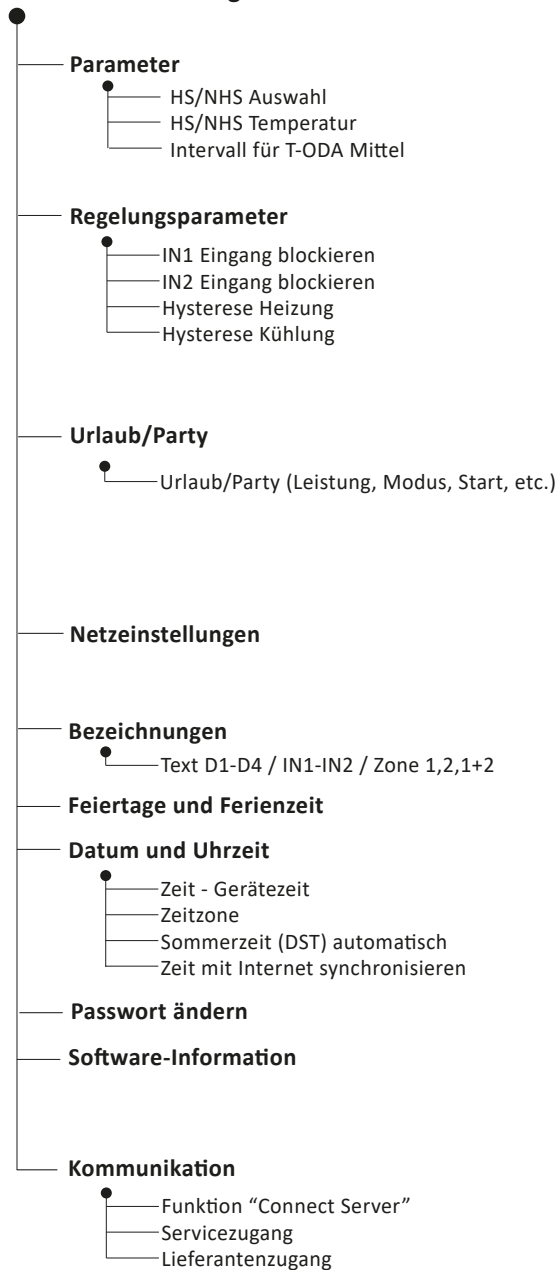 Parameter
HS/NHS Auswahl
HS/NHS Temperatur
Intervall für T-ODA Mittel
Regelungsparameter
IN1 Eingang blockieren
IN2 Eingang blockieren
Hysterese Heizung
Hysterese Kühlung
Urlaub/Party
Urlaub/Party (Leistung, Modus, Start, etc.)
Netzeinstellungen
Bezeichnungen
Text D1-D4 / IN1-IN2 / Zone 1,2,1+2
Feiertage und Ferienzeit
Datum und Uhrzeit
Zeit - Gerätezeit
Zeitzone
Sommerzeit (DST) automatisch
Zeit mit Internet synchronisieren
Passwort ändern
Software-Information
Kommunikation
Funktion “Connect Server”
Servicezugang
Lieferantenzugang